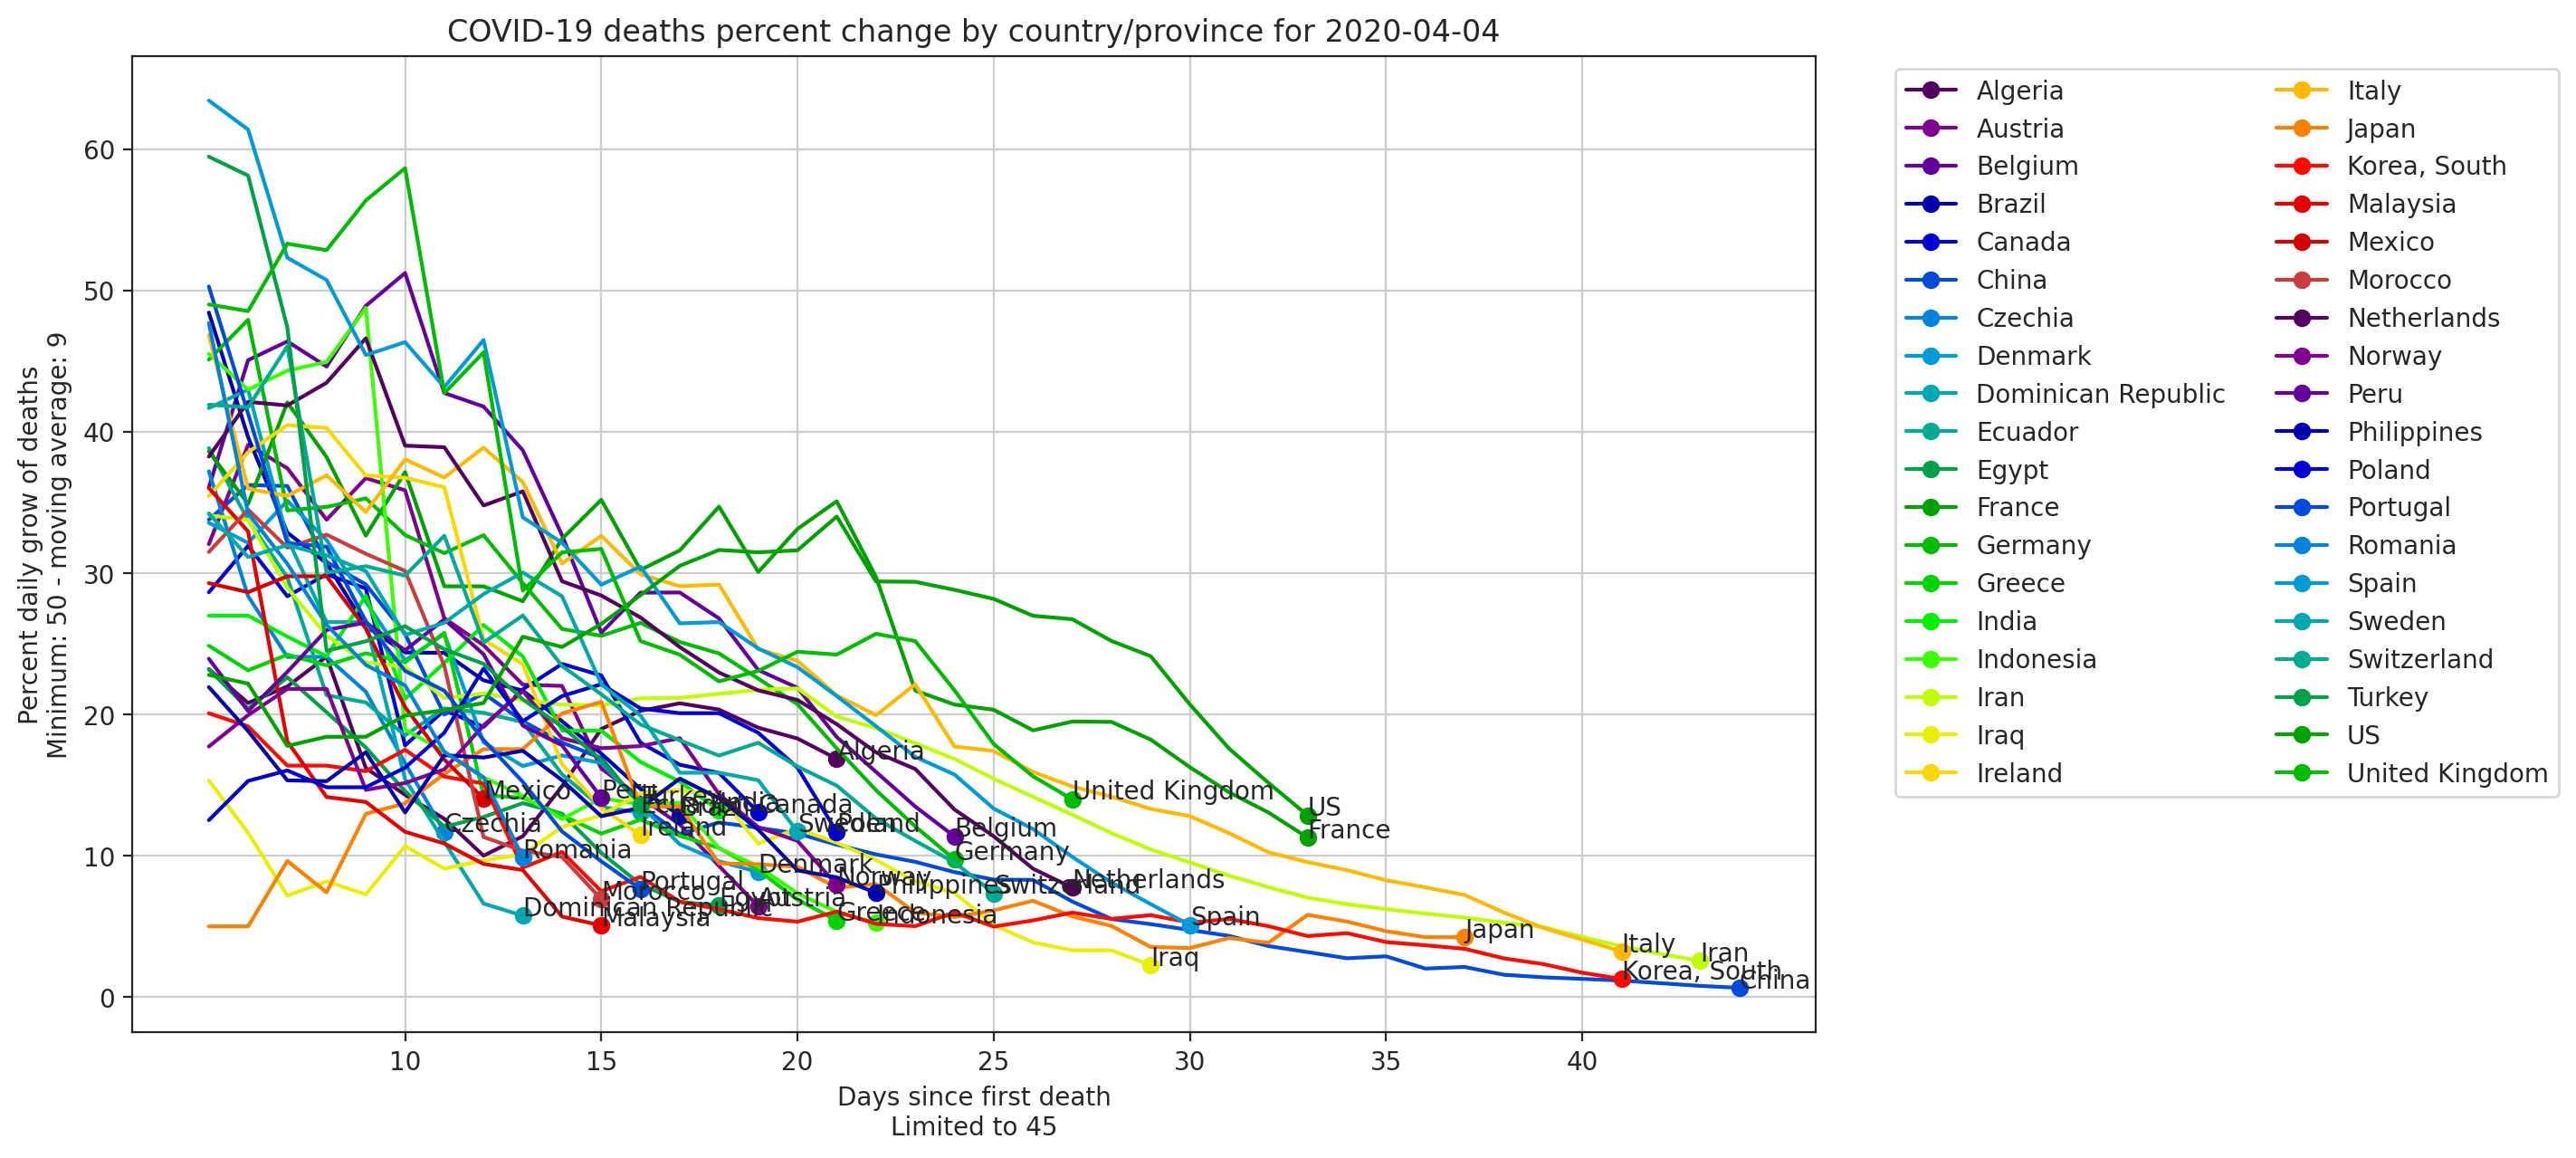 COVID-19 deaths percent change by country/province for 2020-04-04
Percent daily grow of deaths
Minimum: 50 - moving average: 9
60
50
40
30
20
10
0
10
15
20
25
30
35
40
Days since first death
Limited to 45
Algeria
Mexico
Peru
Turkey
India
Canada
Czechia
Ireland
Sweden
Poland
United Kingdom
US
France
Belgium
Germany
Romania
Denmark
Portugal
Norway
Philippines
Switzerland
Netherlands
Morocco
Egypt
Austria
Dominican Republic
Malaysia
Greece
Indonesia
Spain
Japan
Iraq
Italy
Iran
Korea, South
China
Algeria
Austria
Belgium
Brazil
Canada
China
Czechia
Denmark
Dominican Republic
Ecuador
Egypt
France
Germany
Greece
India
Indonesia
Iran
Iraq
Ireland
Italy
Japan
Korea, South
Malaysia
Mexico
Morocco
Netherlands
Norway
Peru
Philippines
Poland
Portugal
Romania
Spain
Sweden
Switzerland
Turkey
US
United Kingdom